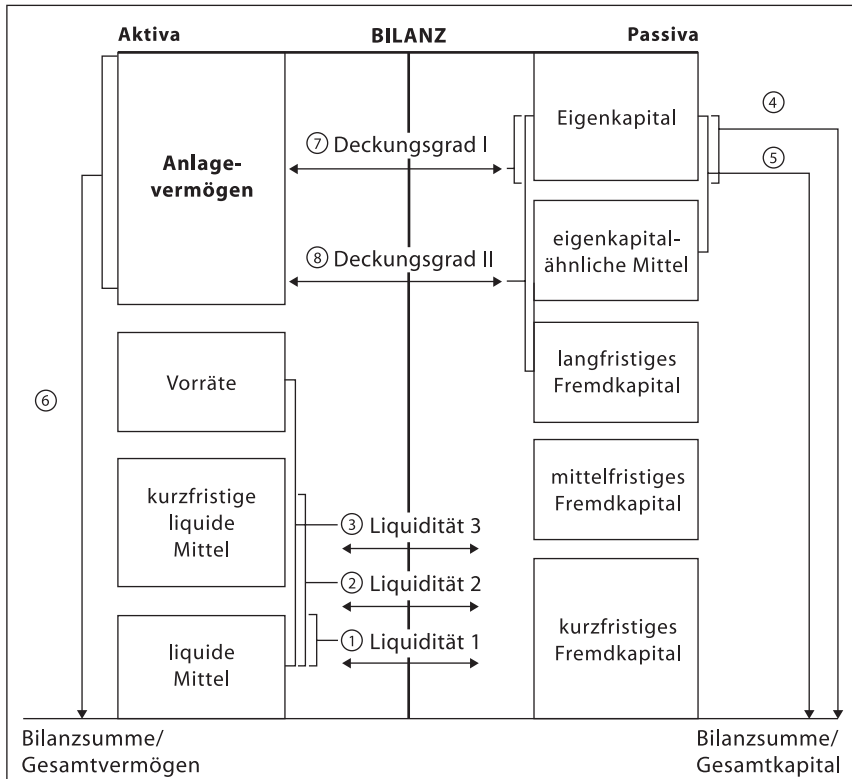 Aktiva BILANZ Passiva
Anlage-
vermögen
⑦ Deckungsgrad I
⑧ Deckungsgrad II
Eigenkapital
④
⑤
eigenkapital-
ähnliche Mittel
langfristiges
Fremdkapital
⑥
Vorräte
kurzfristige
liquide
Mittel
liquide
Mittel
③ Liquidität 3
② Liquidität 2
① Liquidität 1
mittelfristiges
Fremdkapital
kurzfristiges
Fremdkapital
Bilanzsumme/
Gesamtvermögen
Bilanzsumme/
Gesamtkapital